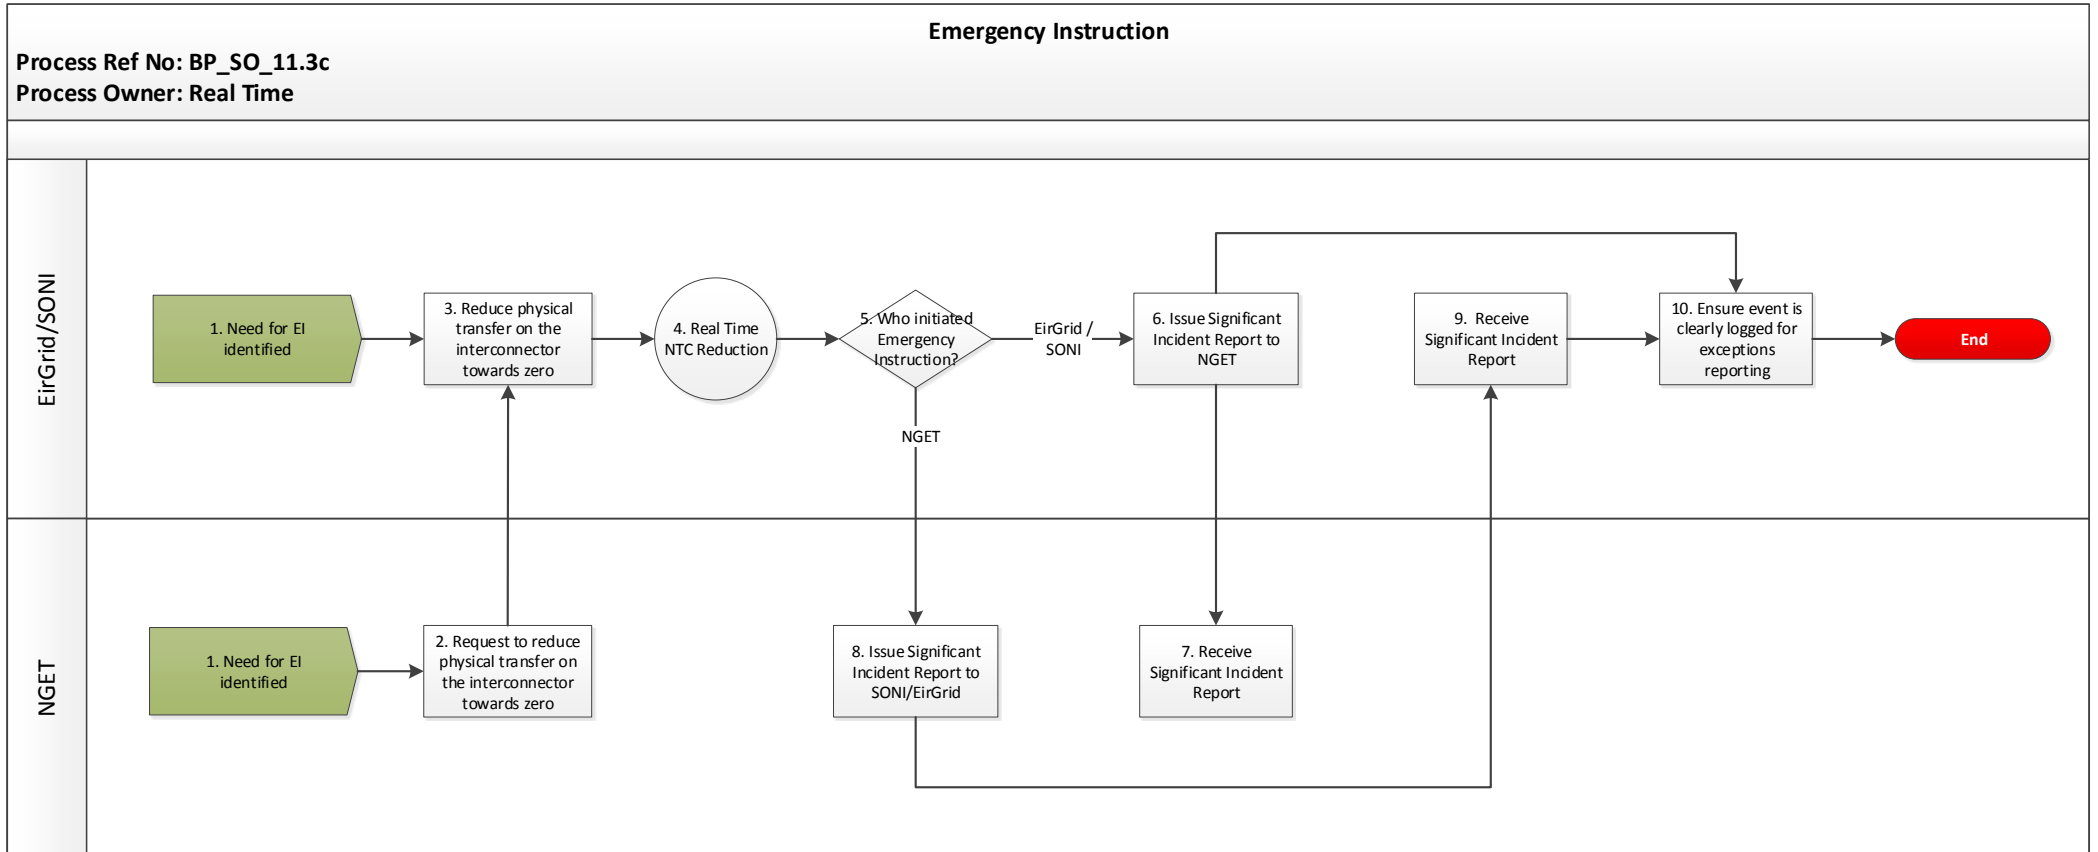 Emergency Instruction
Process Ref No: BP_SO_11.3c
Process Owner: Real Time
EirGrid/SONI
1. Need for EI
identified
3. Reduce physical
transfer on the
interconnector
towards zero
4. Real Time
NTC Reduction
5. Who initiated
Emergency
Instruction?
EirGrid /
SONI
NGET
6. Issue Significant
Incident Report to
NGET
9. Receive
Significant Incident
Report
10. Ensure event is
clearly logged for
exceptions
reporting
End
NGET
1. Need for EI
identified
2. Request to reduce
physical transfer on
the interconnector
towards zero
8. Issue Significant
Incident Report to
SONI/EirGrid
7. Receive
Significant Incident
Report